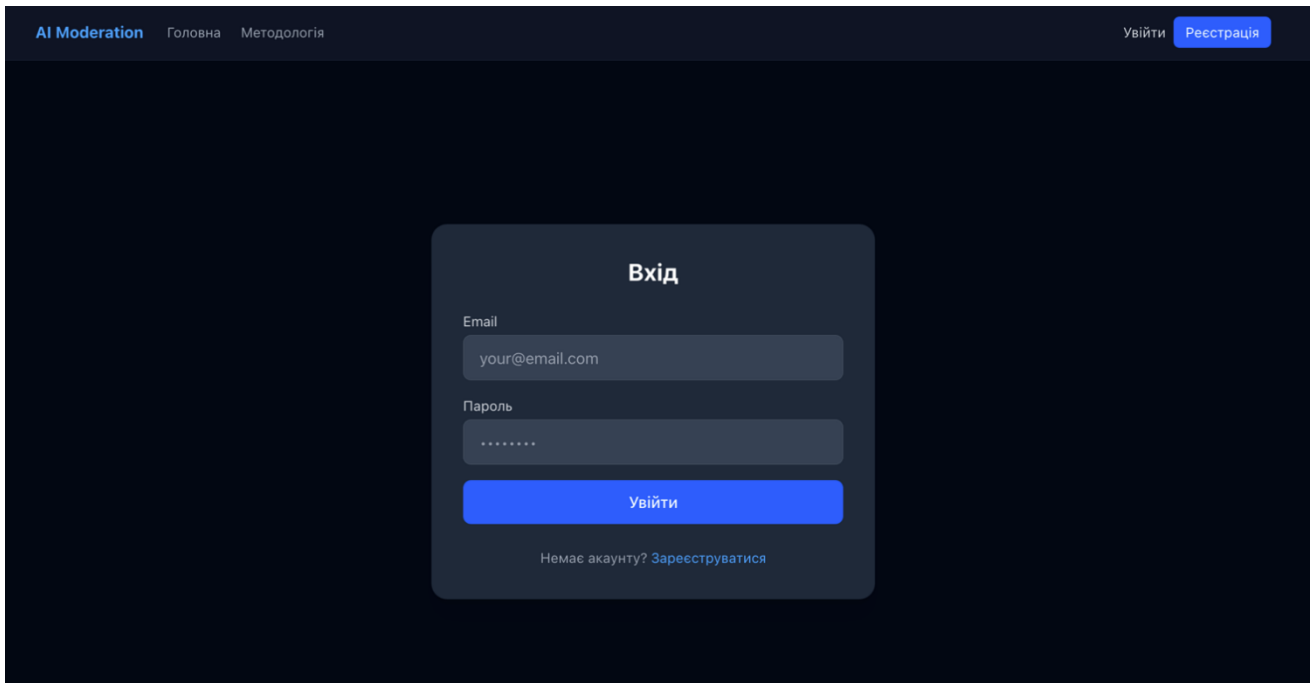 AI Moderation Головна Методологія Увійти Реєстрація
Вхід
Email
your@email.com
Пароль
••••••••
Увійти
Немає акаунту? Зареєструватися